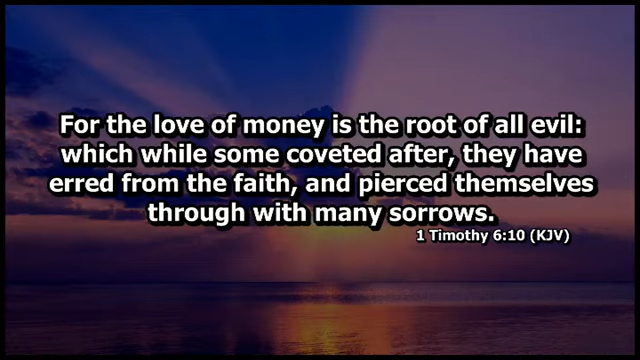 For the love of money is the root of all evil:
which while some coveted after, they have
erred from the faith, and pierced themselves
through with many sorrows.
1 Timothy 6:10 (KJV)